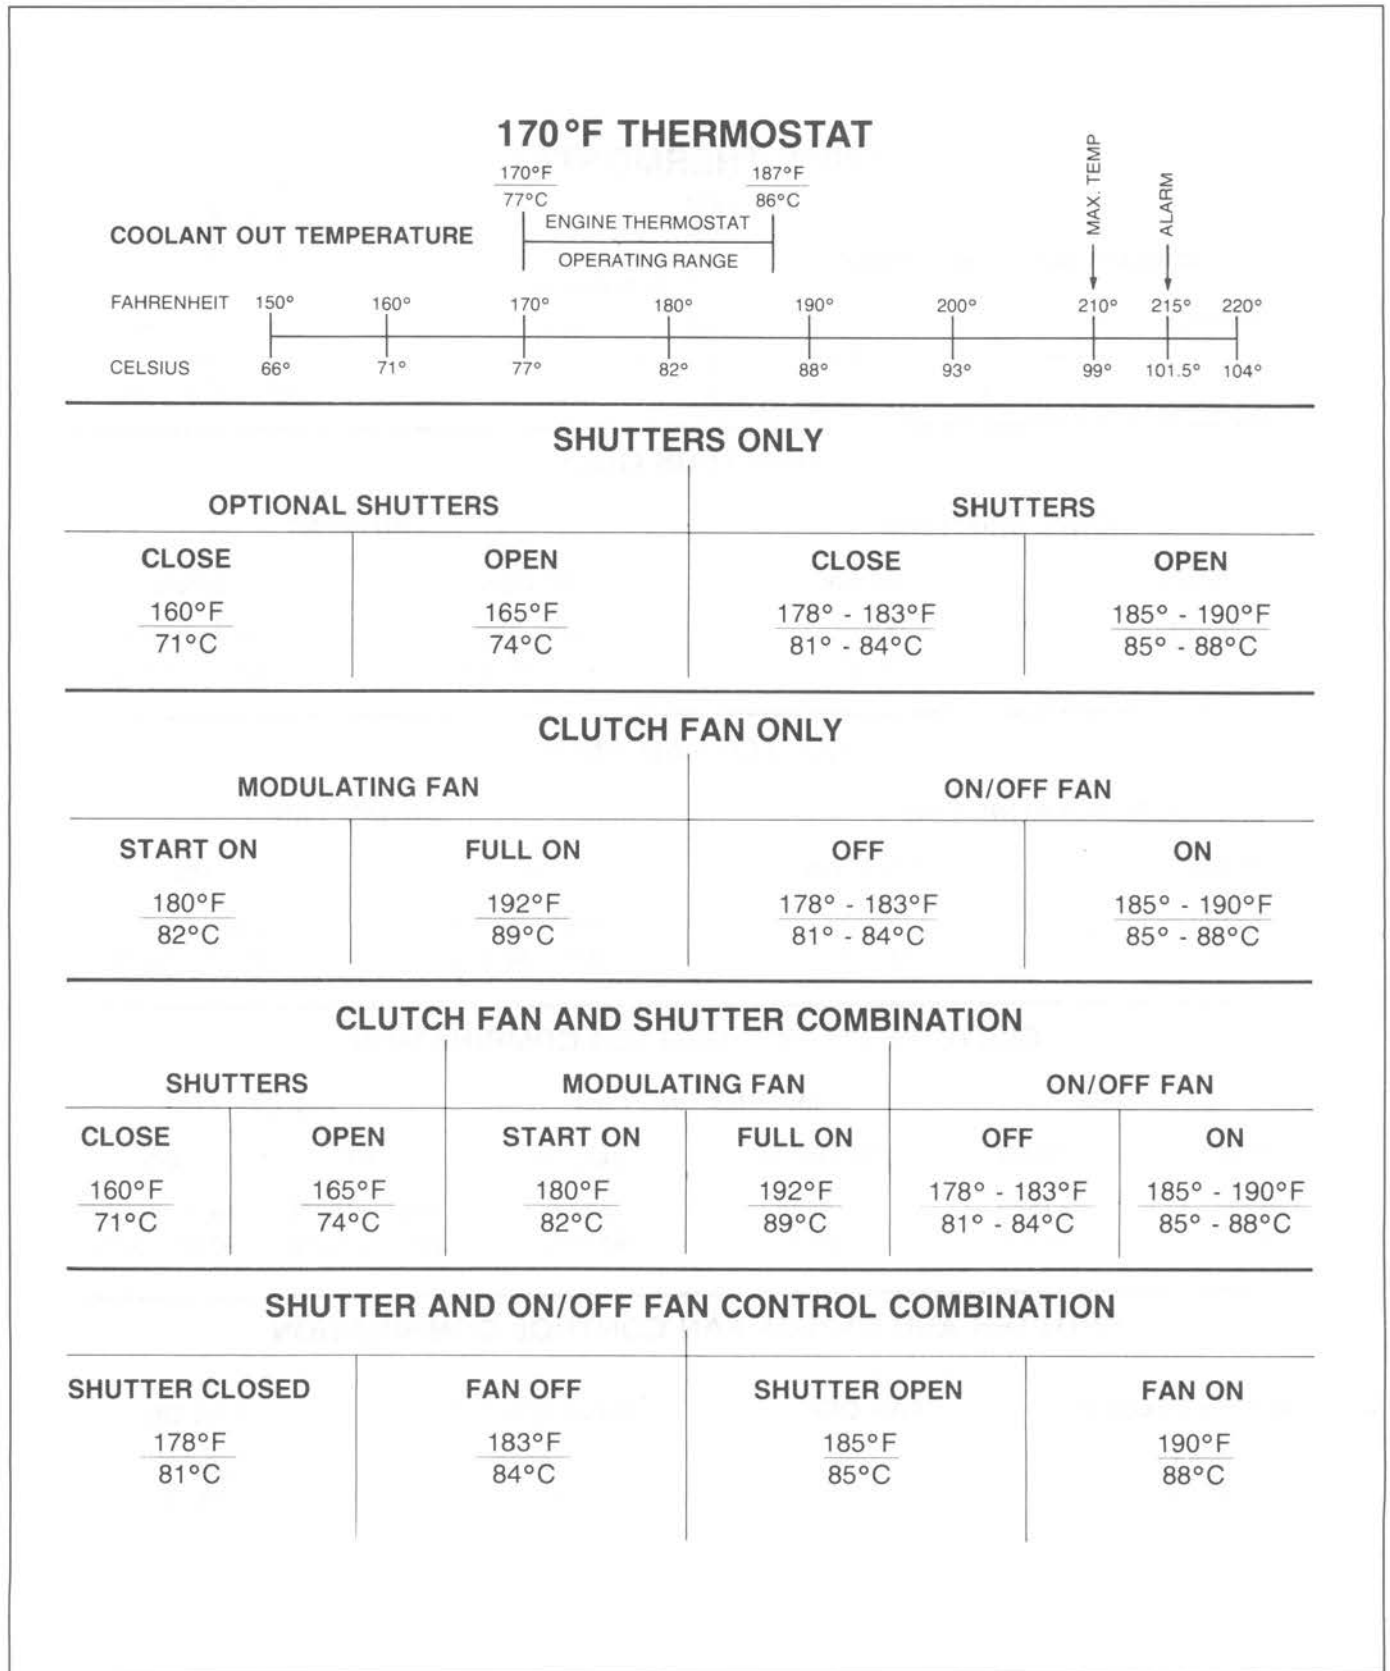 170°F THERMOSTAT
170°F 187°F
77°C 86°C
MAX. TEMP
ALARM
ENGINE THERMOSTAT
COOLANT OUT TEMPERATURE
OPERATING RANGE
FAHRENHEIT 150° 160° 170° 180° 190° 200° 210° 215° 220°
CELSIUS 66° 71° 77° 82° 88° 93° 99° 101.5° 104°
SHUTTERS ONLY
OPTIONAL SHUTTERS SHUTTERS
CLOSE OPEN CLOSE OPEN
160°F 165°F 178° - 183°F 185° - 190°F
71°C 74°C 81° - 84°C 85° - 88°C
CLUTCH FAN ONLY
MODULATING FAN ON/OFF FAN
START ON FULL ON OFF ON
180°F 192°F 178° - 183°F 185° - 190°F
82°C 89°C 81° - 84°C 85° - 88°C
CLUTCH FAN AND SHUTTER COMBINATION
SHUTTERS MODULATING FAN ON/OFF FAN
CLOSE OPEN START ON FULL ON OFF ON
160°F 165°F 180°F 192°F 178° - 183°F 185° - 190°F
71°C 74°C 82°C 89°C 81° - 84°C 85° - 88°C
SHUTTER AND ON/OFF FAN CONTROL COMBINATION
SHUTTER CLOSED FAN OFF SHUTTER OPEN FAN ON
178°F 183°F 185°F 190°F
81°C 84°C 85°C 88°C